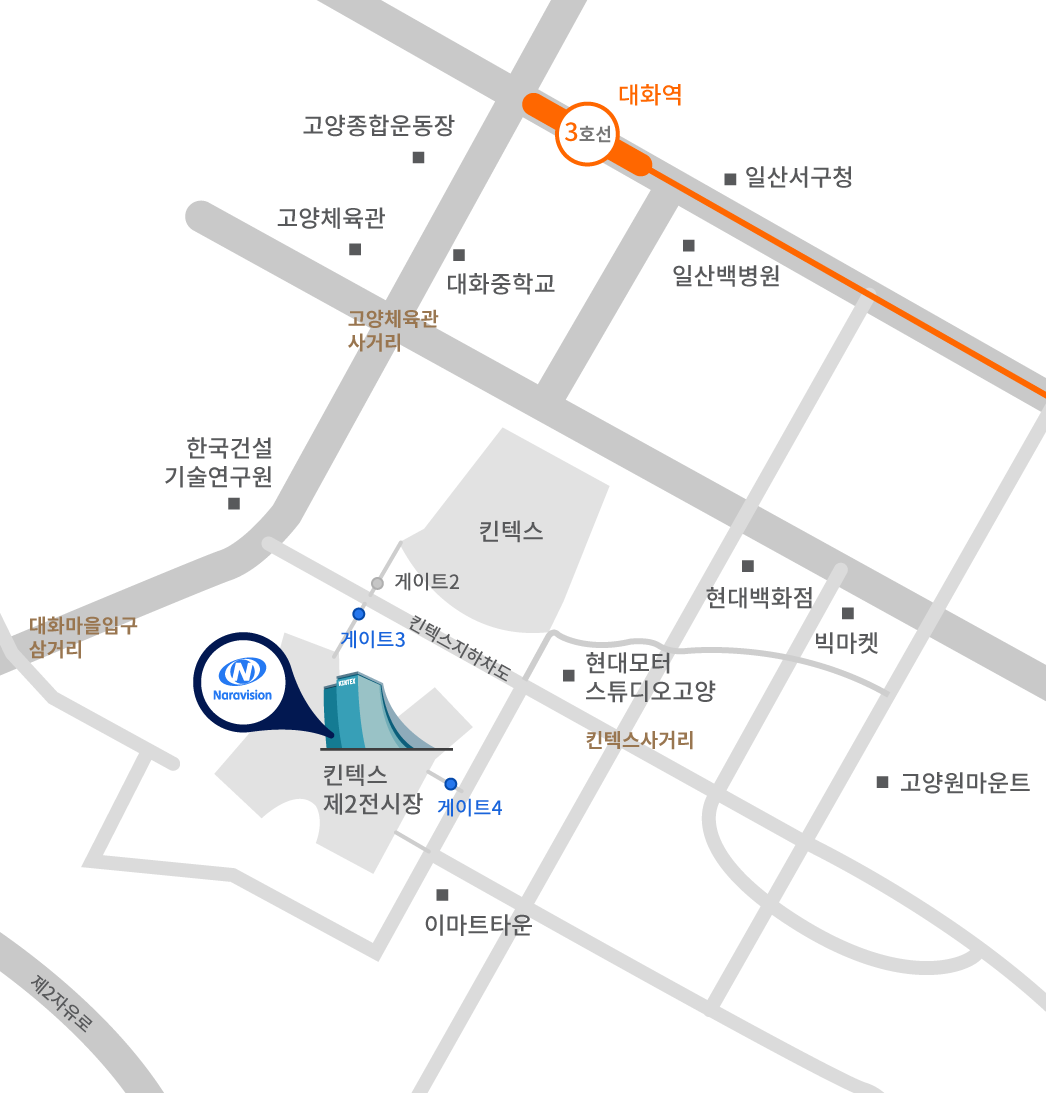 대화역
3호선
고양종합운동장
일산서구청
고양체육관
일산백병원
대화중학교
고양체육관
사거리
한국건설
기술연구원
킨텍스
게이트2
현대백화점
게이트3
킨텍스지하차도
대화마을입구
삼거리
빅마켓
현대모터
스튜디오고양
Naravision
KINTEX
킨텍스사거리
킨텍스
제2전시장
게이트4
고양원마운트
이마트타운
제2자유로